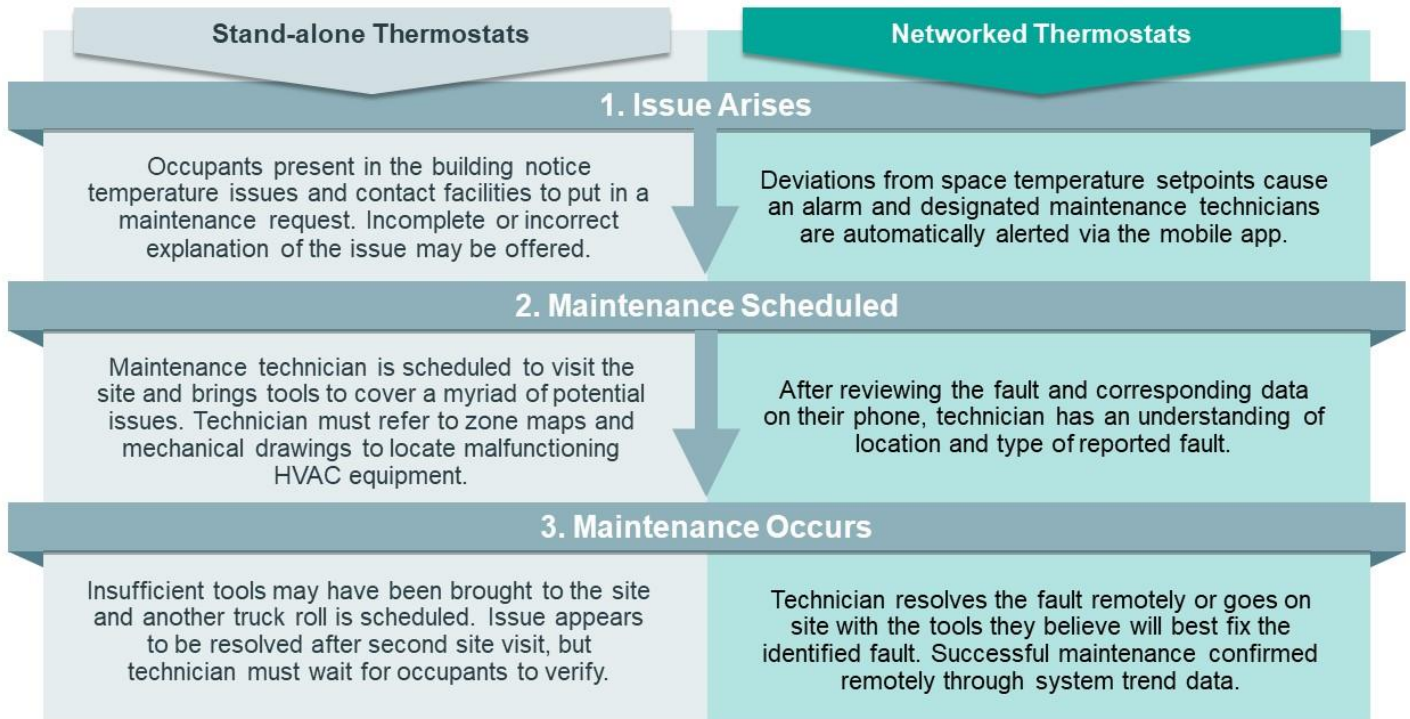 Stand-alone Thermostats
Networked Thermostats
1. Issue Arises
Occupants present in the building notice
temperature issues and contact facilities to put in a
maintenance request. Incomplete or incorrect
explanation of the issue may be offered.
Deviations from space temperature setpoints cause
an alarm and designated maintenance technicians
are automatically alerted via the mobile app.
2. Maintenance Scheduled
Maintenance technician is scheduled to visit the
site and brings tools to cover a myriad of potential
issues. Technician must refer to zone maps and
mechanical drawings to locate malfunctioning
HVAC equipment.
After reviewing the fault and corresponding data
on their phone, technician has an understanding of
location and type of reported fault.
3. Maintenance Occurs
Insufficient tools may have been brought to the site
and another truck roll is scheduled. Issue appears
to be resolved after second site visit, but
technician must wait for occupants to verify.
Technician resolves the fault remotely or goes on
site with the tools they believe will best fix the
identified fault. Successful maintenance confirmed
remotely through system trend data.